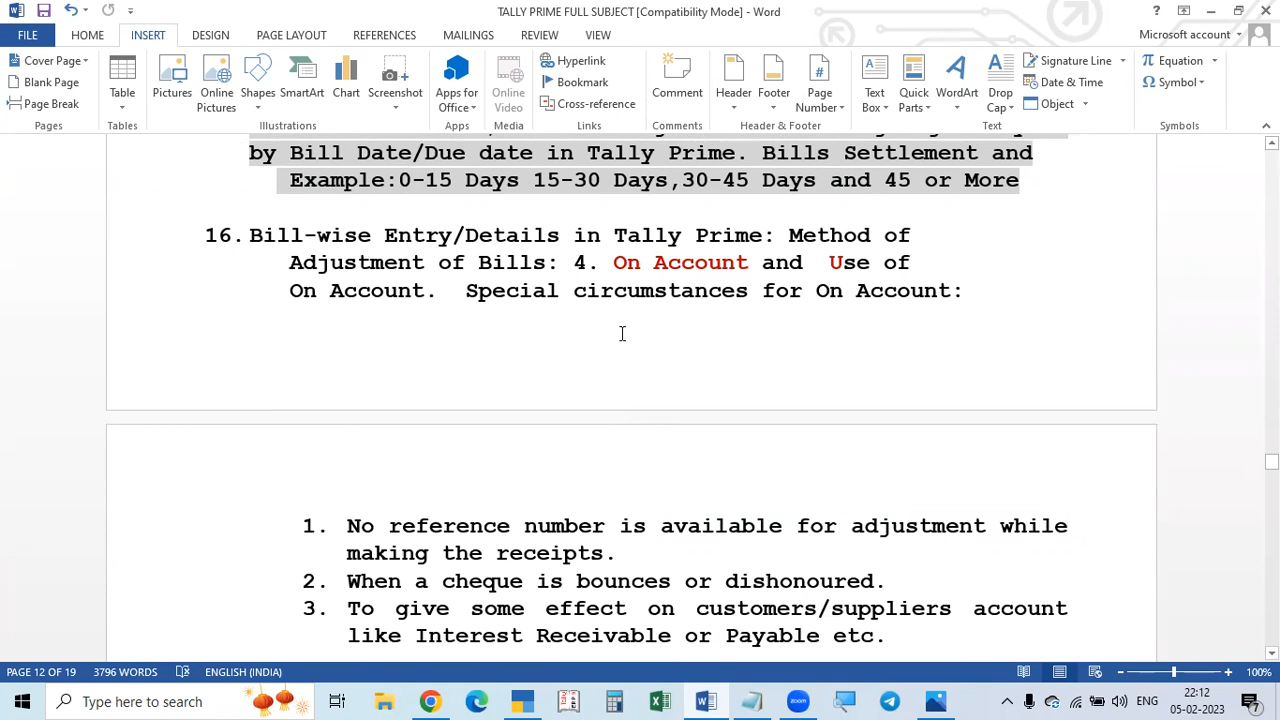 TALLY PRIME FULL SUBJECT [Compatibility Mode] - Word
FILE HOME INSERT DESIGN PAGE LAYOUT REFERENCES MAILINGS REVIEW VIEW Microsoft account
Cover Page
Blank Page
Page Break
Pages
Table
Tables
Pictures
Online Pictures
Shapes
SmartArt
Chart
Screenshot
Illustrations
Apps for Office
Apps
Online Video
Media
Hyperlink
Bookmark
Cross-reference
Links
Comment
Comments
Header
Footer
Page Number
Header & Footer
Text Box
Quick Parts
WordArt
Drop Cap
Signature Line
Date & Time
Object
Text
Equation
Symbol
Symbols
by Bill Date/Due date in Tally Prime. Bills Settlement and
Example:0-15 Days 15-30 Days,30-45 Days and 45 or More
16. Bill-wise Entry/Details in Tally Prime: Method of
Adjustment of Bills: 4. On Account and Use of
On Account. Special circumstances for On Account:
1. No reference number is available for adjustment while
making the receipts.
2. When a cheque is bounces or dishonoured.
3. To give some effect on customers/suppliers account
like Interest Receivable or Payable etc.
PAGE 12 OF 19 3796 WORDS ENGLISH (INDIA) 100%
Type here to search
zoom
ENG
22:12
05-02-2023
7